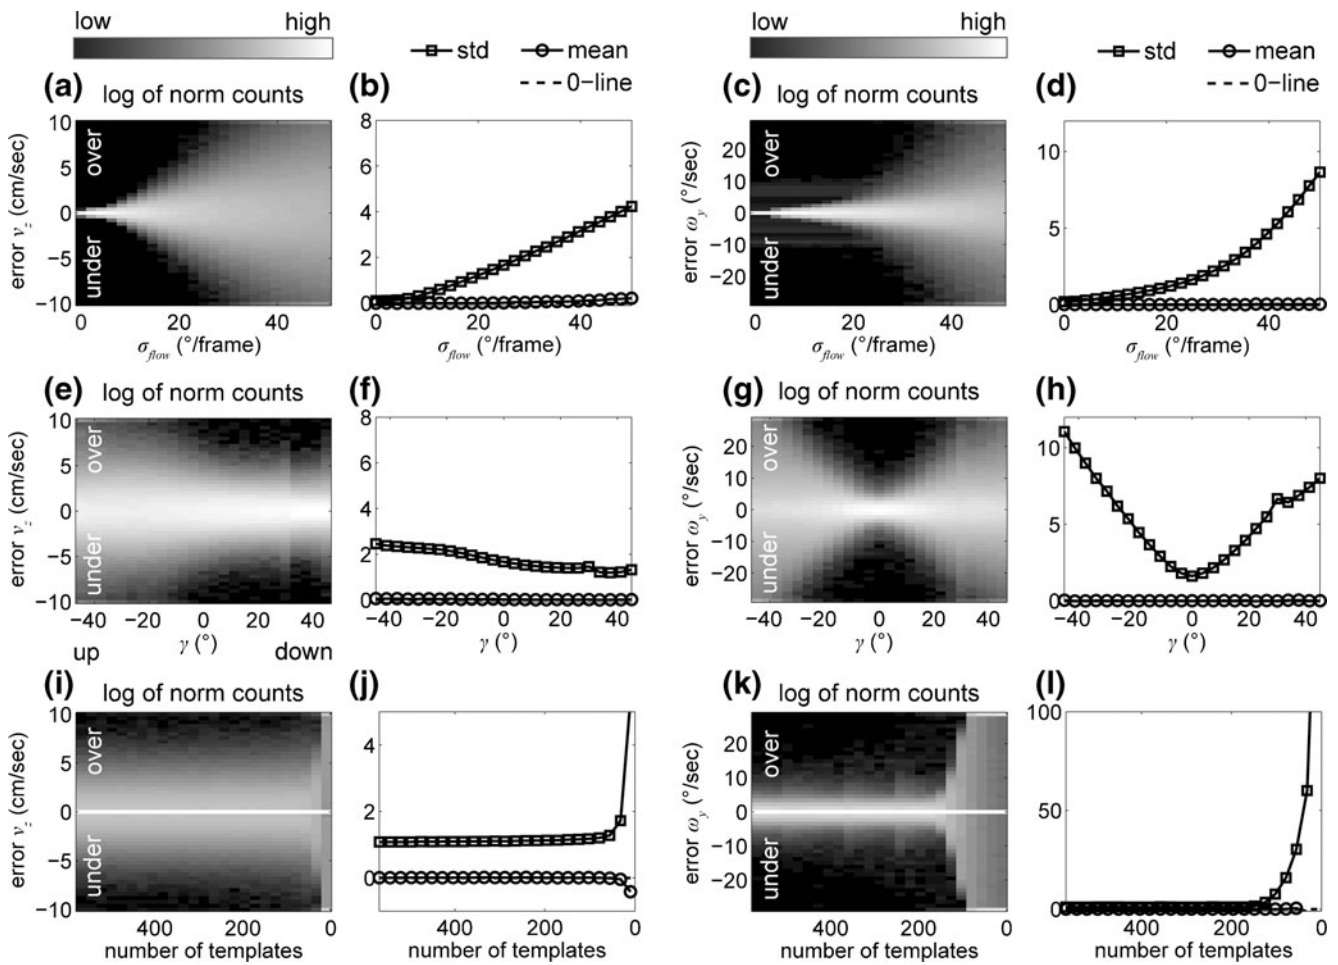 low high
std mean
low high
std mean
0-line
(a) log of norm counts
10
5
0
−5
−10
over
under
error v_z (cm/sec)
0 20 40
σ_flow (°/frame)
(b)
8
6
4
2
0
0 20 40
σ_flow (°/frame)
(c) log of norm counts
20
10
0
−10
−20
over
under
error ω_y (°/sec)
0 20 40
σ_flow (°/frame)
(d)
10
5
0
0 20 40
σ_flow (°/frame)
(e) log of norm counts
10
5
0
−5
−10
over
under
error v_z (cm/sec)
−40 −20 0 20 40
γ (°)
up down
(f)
8
6
4
2
0
−40 −20 0 20 40
γ (°)
(g) log of norm counts
20
10
0
−10
−20
over
under
error ω_y (°/sec)
−40 −20 0 20 40
γ (°)
(h)
10
5
0
−40 −20 0 20 40
γ (°)
(i) log of norm counts
10
5
0
−5
−10
over
under
error v_z (cm/sec)
400 200 0
number of templates
(j)
4
2
0
400 200 0
number of templates
(k) log of norm counts
20
10
0
−10
−20
over
under
error ω_y (°/sec)
400 200 0
number of templates
(l)
100
50
0
400 200 0
number of templates